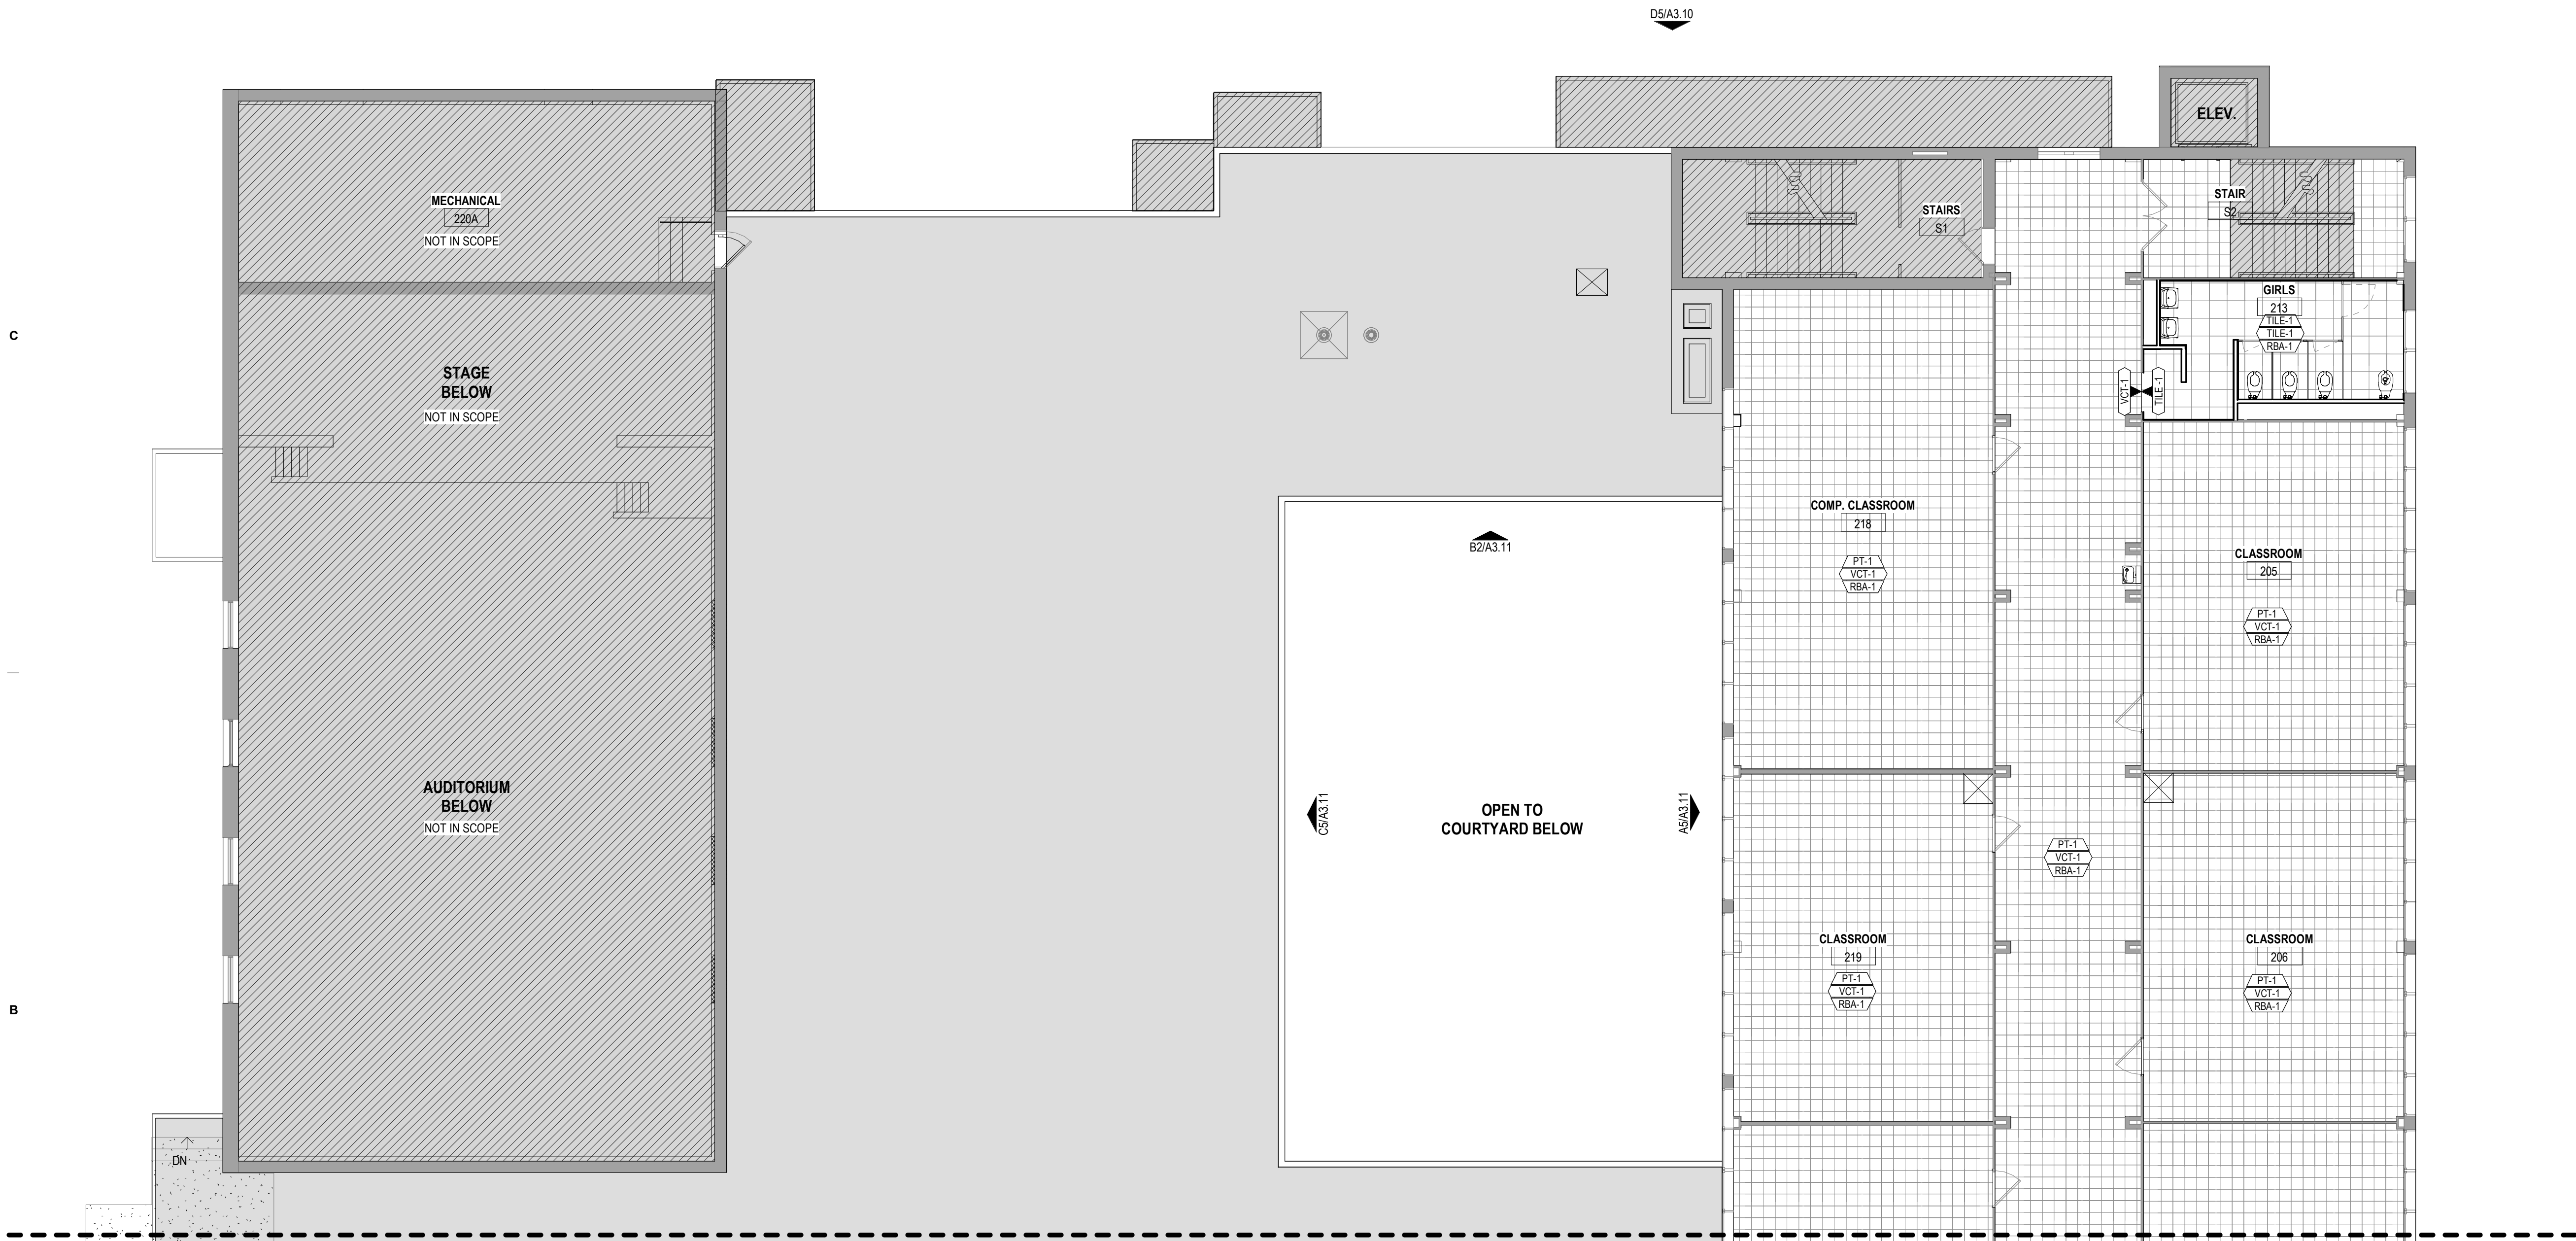 D5/A3.10
ELEV.
MECHANICAL
220A
NOT IN SCOPE
STAIRS
S1
STAIR
S2
GIRLS
213
TILE-1
TILE-1
RBA-1
C
STAGE
BELOW
NOT IN SCOPE
VCT-1
TILE -1
COMP. CLASSROOM
218
PT-1
VCT-1
RBA-1
B2/A3.11
CLASSROOM
205
PT-1
VCT-1
RBA-1
AUDITORIUM
BELOW
NOT IN SCOPE
C5/A3.11
OPEN TO
COURTYARD BELOW
A5/A3.11
PT-1
VCT-1
RBA-1
CLASSROOM
219
PT-1
VCT-1
RBA-1
CLASSROOM
206
PT-1
VCT-1
RBA-1
B
DN